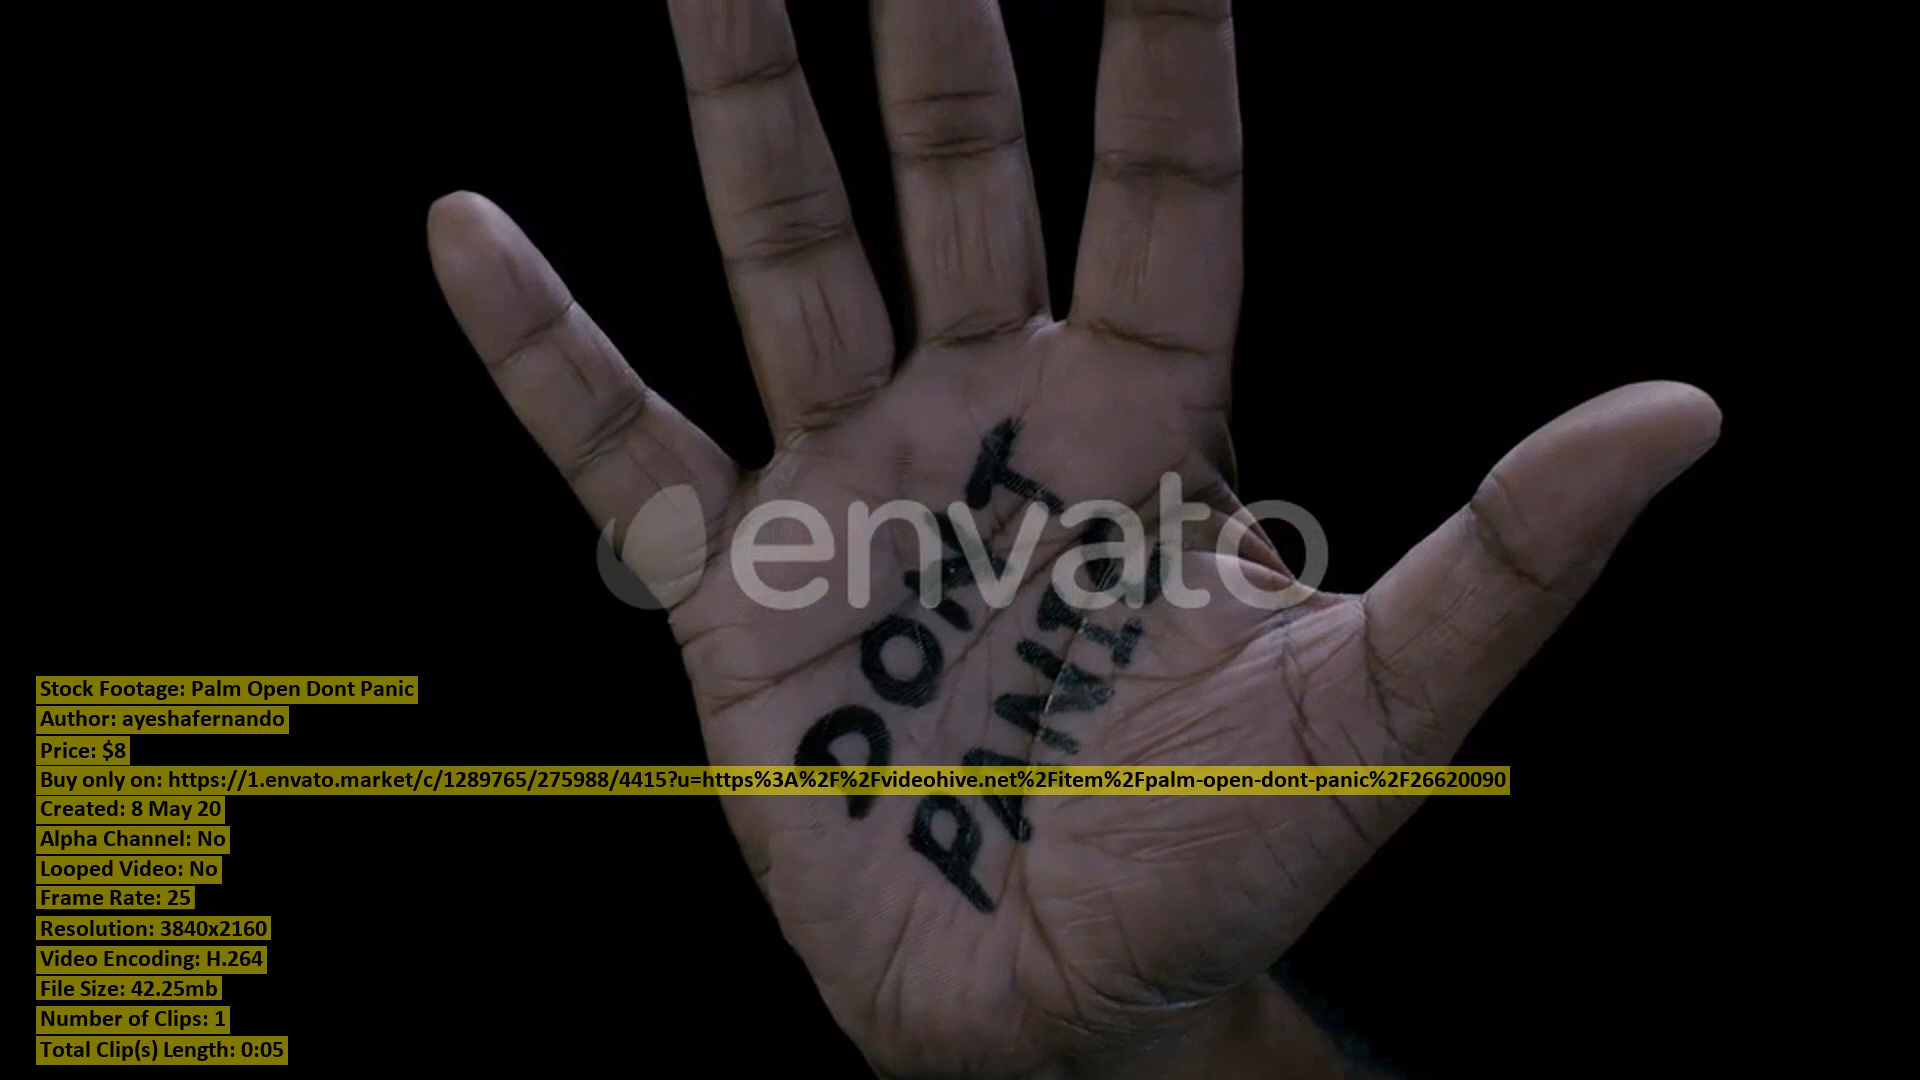 DONT
PANIC
envato
Stock Footage: Palm Open Dont Panic
Author: ayeshafernando
Price: $8
Buy only on: https://1.envato.market/c/1289765/275988/4415?u=https%3A%2F%2Fvideohive.net%2Fitem%2Fpalm-open-dont-panic%2F26620090
Created: 8 May 20
Alpha Channel: No
Looped Video: No
Frame Rate: 25
Resolution: 3840x2160
Video Encoding: H.264
File Size: 42.25mb
Number of Clips: 1
Total Clip(s) Length: 0:05